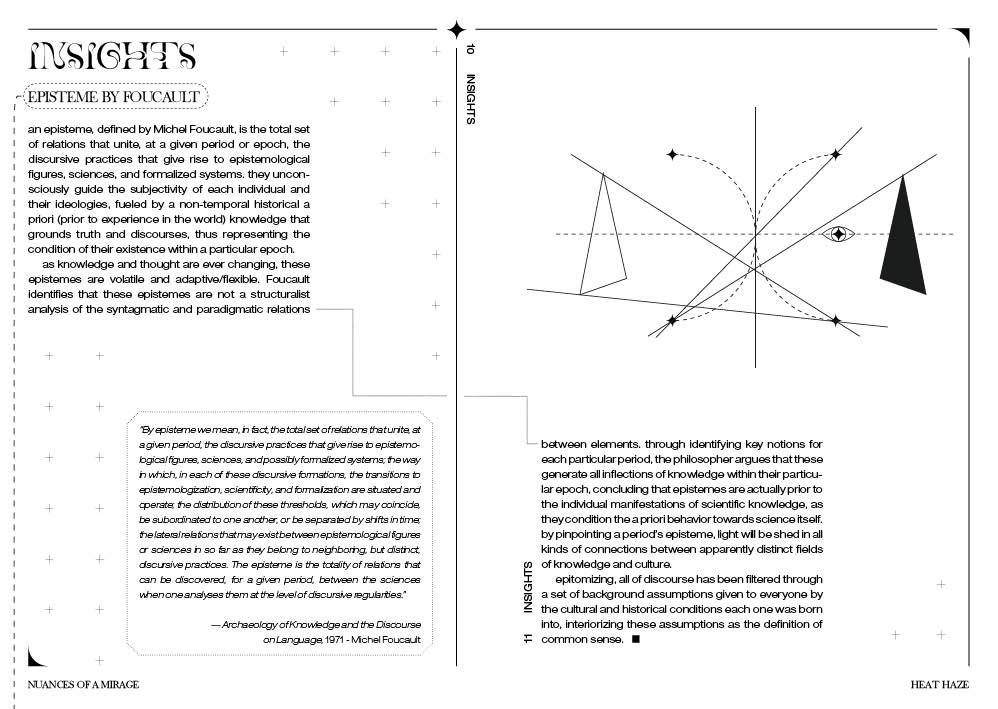 INSIGHTS
EPISTEME BY FOUCAULT
an episteme, defined by Michel Foucault, is the total set
of relations that unite, at a given period or epoch, the
discursive practices that give rise to epistemological
figures, sciences, and formalized systems. they uncon-
sciously guide the subjectivity of each individual and
their ideologies, fueled by a non-temporal historical a
priori (prior to experience in the world) knowledge that
grounds truth and discourses, thus representing the
condition of their existence within a particular epoch.
as knowledge and thought are ever changing, these
epistemes are volatile and adaptive/flexible. Foucault
identifies that these epistemes are not a structuralist
analysis of the syntagmatic and paradigmatic relations
"By episteme we mean, in fact, the total set of relations that unite, at
a given period, the discursive practices that give rise to epistemo-
logical figures, sciences, and possibly formalized systems; the way
in which, in each of these discursive formations, the transitions to
epistemologization, scientificity, and formalization are situated and
operate; the distribution of these thresholds, which may coincide,
be subordinated to one another, or be separated by shifts in time;
the lateral relations that may exist between epistemological figures
or sciences in so far as they belong to neighboring, but distinct,
discursive practices. The episteme is the totality of relations that
can be discovered, for a given period, between the sciences
when one analyses them at the level of discursive regularities."
— Archaeology of Knowledge and the Discourse
on Language, 1971 - Michel Foucault
NUANCES OF A MIRAGE
10 INSIGHTS
between elements. through identifying key notions for
each particular period, the philosopher argues that these
generate all inflections of knowledge within their particu-
lar epoch, concluding that epistemes are actually prior to
the individual manifestations of scientific knowledge, as
they condition the a priori behavior towards science itself.
by pinpointing a period's episteme, light will be shed in all
kinds of connections between apparently distinct fields
of knowledge and culture.
epitomizing, all of discourse has been filtered through
a set of background assumptions given to everyone by
the cultural and historical conditions each one was born
into, interiorizing these assumptions as the definition of
common sense.
11 INSIGHTS
HEAT HAZE